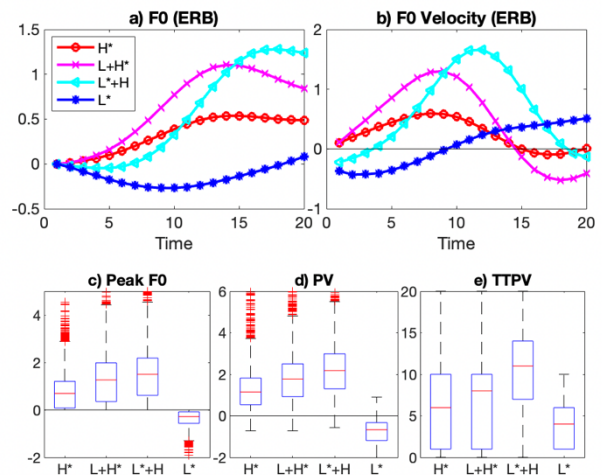 a) F0 (ERB)
b) F0 Velocity (ERB)
1.5
1
0.5
0
-0.5
H*
L+H*
L*+H
L*
0 5 10 15 20
Time
2
1
0
-1
0 5 10 15 20
Time
c) Peak F0
d) PV
e) TTPV
4
2
0
-2
H* L+H* L*+H L*
6
4
2
0
-2
H* L+H* L*+H L*
20
15
10
5
0
H* L+H* L*+H L*